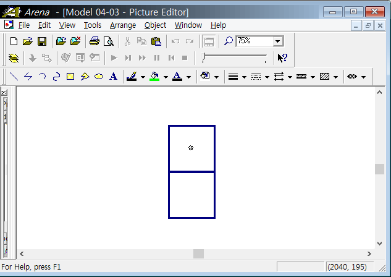 Arena - [Model 04-03 - Picture Editor]
File Edit View Tools Arrange Object Window Help
75%
A A
For Help, press F1 (2040, 195)